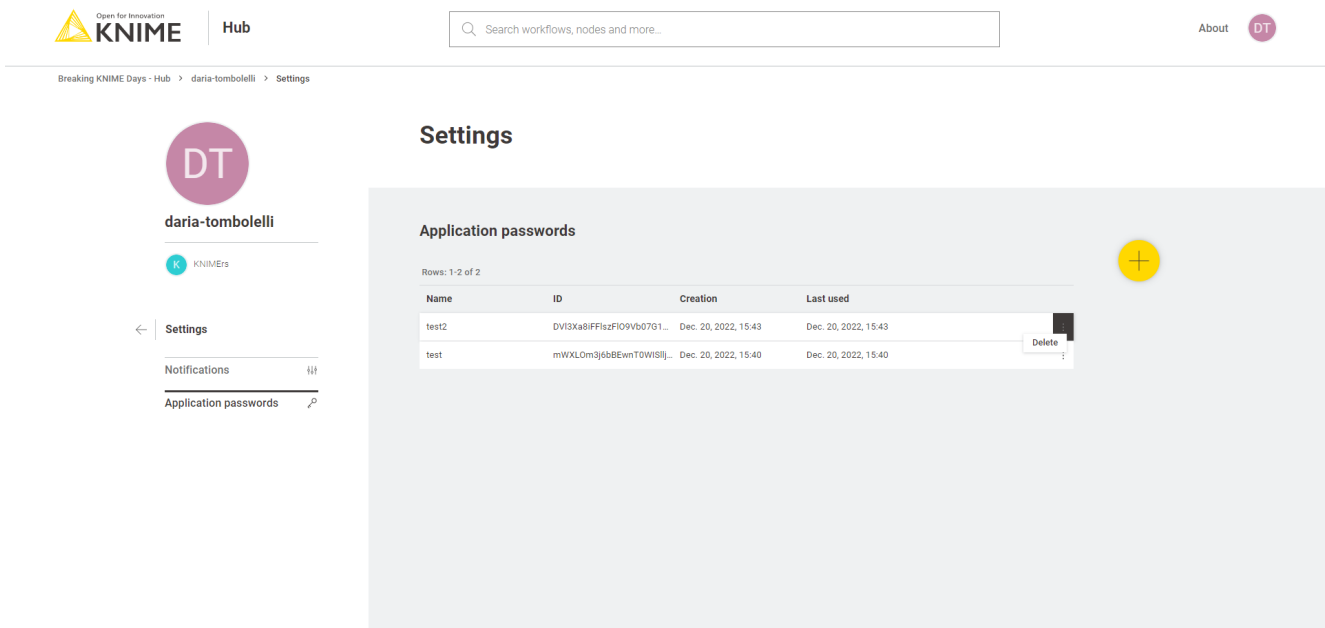 Open for Innovation
KNIME
Hub
Search workflows, nodes and more...
About
DT
Breaking KNIME Days - Hub > daria-tombolelli > Settings
DT
daria-tombolelli
K KNIMErs
Settings
Notifications
Application passwords
Settings
Application passwords
Rows: 1-2 of 2
Name ID Creation Last used
test2 DVl3Xa8iFFlszFlO9Vb07G1... Dec. 20, 2022, 15:43 Dec. 20, 2022, 15:43
Delete
test mWXLOm3j6bBEwnT0WISllj... Dec. 20, 2022, 15:40 Dec. 20, 2022, 15:40